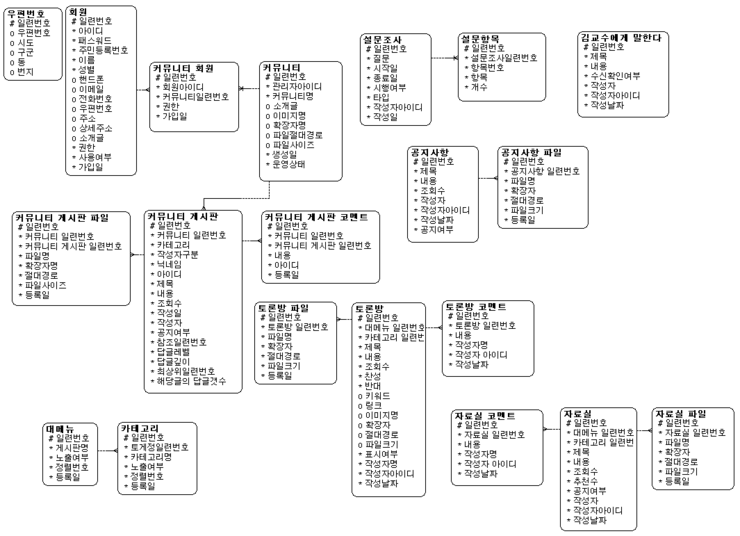 우편번호
# 일련번호
o 우편번호
o 시도
o 구군
o 동
o 번지
회원
# 일련번호
* 아이디
* 패스워드
* 주민등록번호
* 이름
* 성별
o 핸드폰
o 이메일
o 전화번호
o 우편번호
o 주소
o 상세주소
o 소개글
* 권한
* 사용여부
* 가입일
커뮤니티 회원
# 일련번호
* 회원아이디
* 커뮤니티일련번호
* 권한
* 가입일
커뮤니티
# 일련번호
* 관리자아이디
* 커뮤니티명
o 소개글
o 이미지명
o 확장자명
o 파일절대경로
o 파일사이즈
* 생성일
* 운영상태
설문조사
# 일련번호
* 질문
* 시작일
* 종료일
* 시행여부
* 타입
* 작성자아이디
* 작성일
설문항목
# 일련번호
* 설문조사일련번호
* 항목번호
* 항목
* 개수
김교수에게 말한다
# 일련번호
* 제목
* 내용
* 수신확인여부
* 작성자
* 작성자아이디
* 작성날짜
공지사항
# 일련번호
* 제목
* 내용
* 조회수
* 작성자
* 작성자아이디
* 작성날짜
* 공지여부
공지사항 파일
# 일련번호
* 공지사항 일련번호
* 파일명
* 확장자
* 절대경로
* 파일크기
* 등록일
커뮤니티 게시판 파일
# 일련번호
* 커뮤니티 일련번호
* 커뮤니티 게시판 일련번호
* 파일명
* 확장자명
* 절대경로
* 파일사이즈
* 등록일
커뮤니티 게시판
# 일련번호
* 커뮤니티 일련번호
* 카테고리
* 작성자구분
* 닉네임
* 아이디
* 제목
* 내용
* 조회수
* 작성일
* 작성자
* 공지여부
* 참조일련번호
* 답글레벨
* 답글깊이
* 최상위일련번호
* 해당글의 답글갯수
커뮤니티 게시판 코멘트
# 일련번호
* 커뮤니티 일련번호
* 커뮤니티 게시판 일련번호
* 내용
* 아이디
* 등록일
토론방 파일
# 일련번호
* 토론방 일련번호
* 파일명
* 확장자
* 절대경로
* 파일크기
* 등록일
토론방
# 일련번호
* 대메뉴 일련번호
* 카테고리 일련번
* 제목
* 내용
* 조회수
* 찬성
* 반대
o 키워드
o 링크
o 이미지명
o 확장자
o 절대경로
o 파일크기
* 표시여부
* 작성자명
* 작성자아이디
* 작성날짜
토론방 코멘트
# 일련번호
* 토론방 일련번호
* 내용
* 작성자명
* 작성자 아이디
* 작성날짜
대메뉴
# 일련번호
* 게시판명
* 노출여부
* 정렬번호
* 등록일
카테고리
# 일련번호
* 토게정일련번호
* 카테고리명
* 노출여부
* 정렬번호
* 등록일
자료실 코멘트
# 일련번호
* 자료실 일련번호
* 내용
* 작성자명
* 작성자 아이디
* 작성날짜
자료실
# 일련번호
* 대메뉴 일련번호
* 카테고리 일련번
* 제목
* 내용
* 조회수
* 추천수
* 공지여부
* 작성자
* 작성자아이디
* 작성날짜
자료실 파일
# 일련번호
* 자료실 일련번호
* 파일명
* 확장자
* 절대경로
* 파일크기
* 등록일